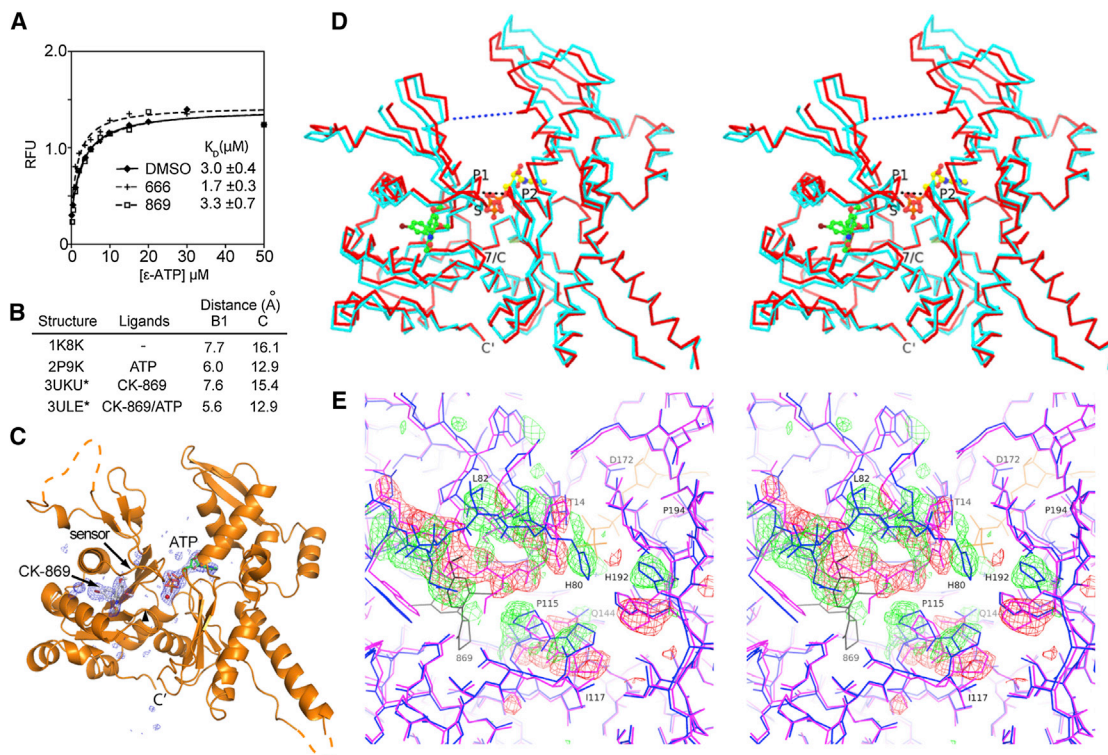 A
2.0
1.0
0
RFU
K_D(µM)
DMSO 3.0 ±0.4
666 1.7 ±0.3
869 3.3 ±0.7
0 10 20 30 40 50
[ε-ATP] µM
B
Distance (Å)
Structure Ligands B1 C
1K8K - 7.7 16.1
2P9K ATP 6.0 12.9
3UKU* CK-869 7.6 15.4
3ULE* CK-869/ATP 5.6 12.9
C
sensor
ATP
CK-869
C'
D
P1
P2
S
7/C
C'
P1
P2
S
7/C
C'
E
D172
L82
T14
P194
H80
H192
P115
Q144
869
I117
D172
L82
T14
P194
H80
H192
P115
Q144
869
I117